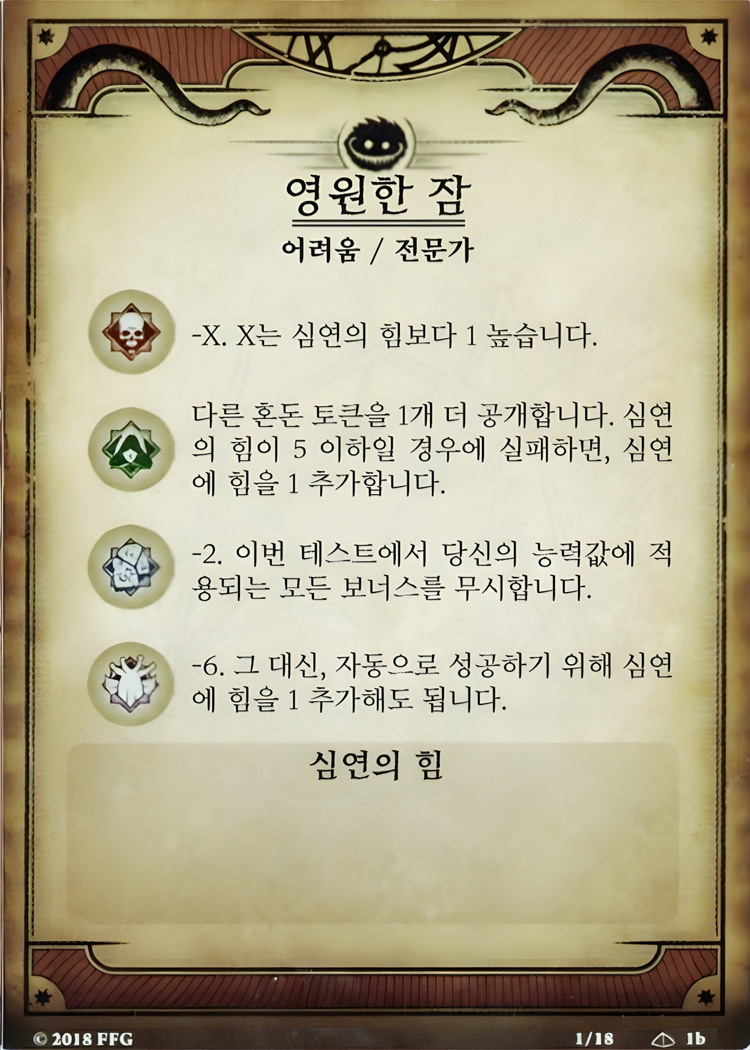 영원한 잠
어려움 / 전문가
-X. X는 심연의 힘보다 1 높습니다.
다른 혼돈 토큰을 1개 더 공개합니다. 심연
의 힘이 5 이하일 경우에 실패하면, 심연
에 힘을 1 추가합니다.
-2. 이번 테스트에서 당신의 능력값에 적
용되는 모든 보너스를 무시합니다.
-6. 그 대신, 자동으로 성공하기 위해 심연
에 힘을 1 추가해도 됩니다.
심연의 힘
© 2018 FFG
1/18
1b